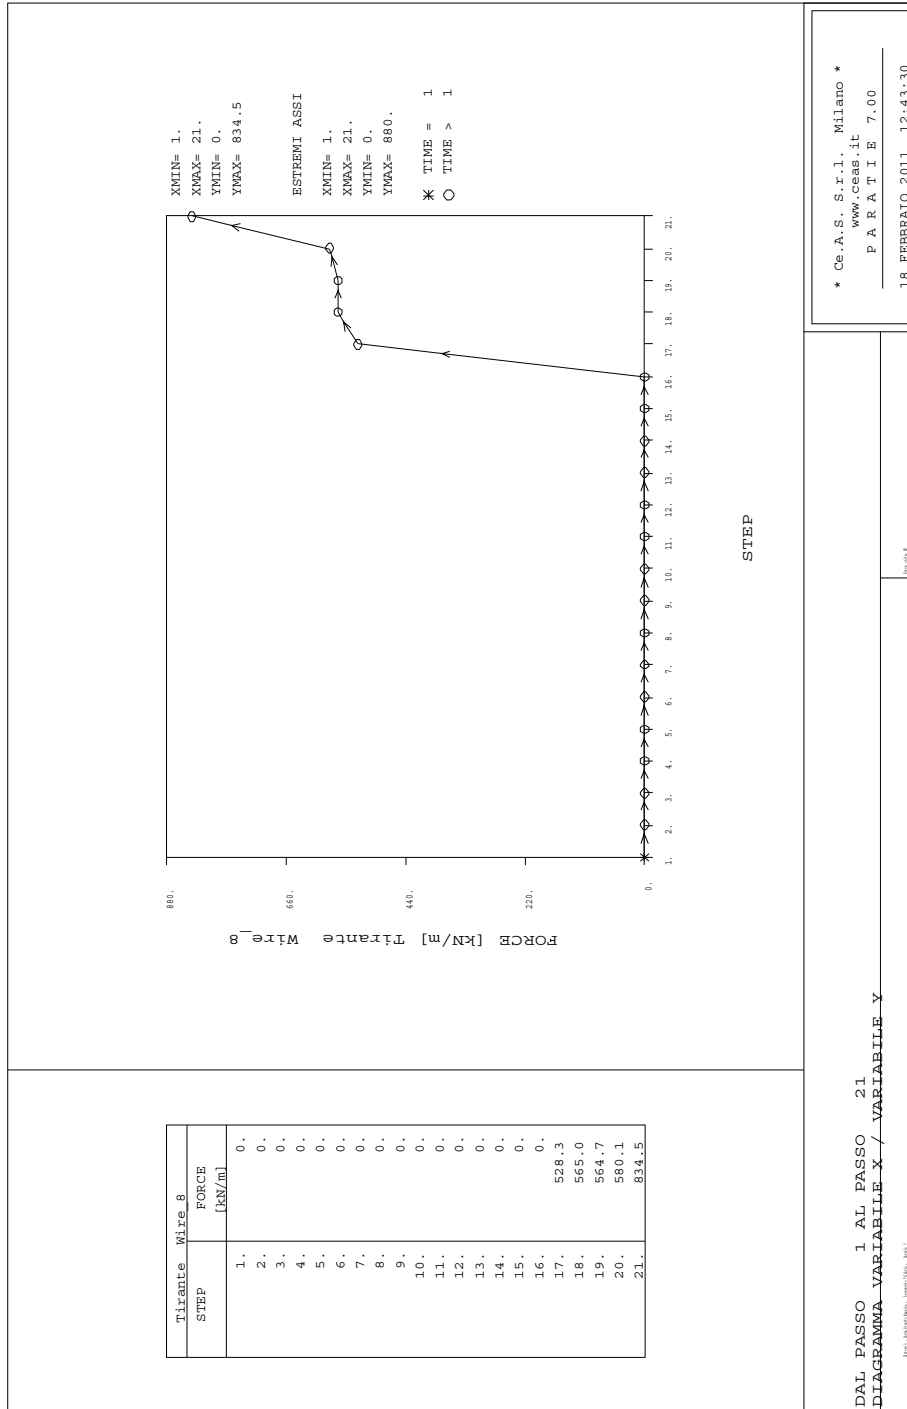 Tirante Wire_8
STEP FORCE
[kN/m]
1. 0.
2. 0.
3. 0.
4. 0.
5. 0.
6. 0.
7. 0.
8. 0.
9. 0.
10. 0.
11. 0.
12. 0.
13. 0.
14. 0.
15. 0.
16. 0.
17. 528.3
18. 565.0
19. 564.7
20. 580.1
21. 834.5
FORCE [kN/m] Tirante Wire_8
880.
660.
440.
220.
0.
1. 2. 3. 4. 5. 6. 7. 8. 9. 10. 11. 12. 13. 14. 15. 16. 17. 18. 19. 20. 21.
STEP
XMIN= 1.
XMAX= 21.
YMIN= 0.
YMAX= 834.5
ESTREMI ASSI
XMIN= 1.
XMAX= 21.
YMIN= 0.
YMAX= 880.
TIME = 1
TIME > 1
DAL PASSO 1 AL PASSO 21
DIAGRAMMA VARIABILE X / VARIABILE Y
* Ce.A.S. S.r.l. Milano *
www.ceas.it
P A R A T I E 7.00
18 FEBBRAIO 2011 12:43:30